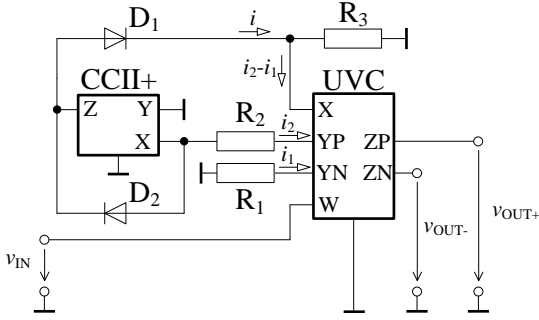 D1 i R3
i2-i1
CCII+ UVC
Z Y X
X R2 i2 YP ZP
i1 YN ZN
R1
D2 W
vIN vOUT- vOUT+